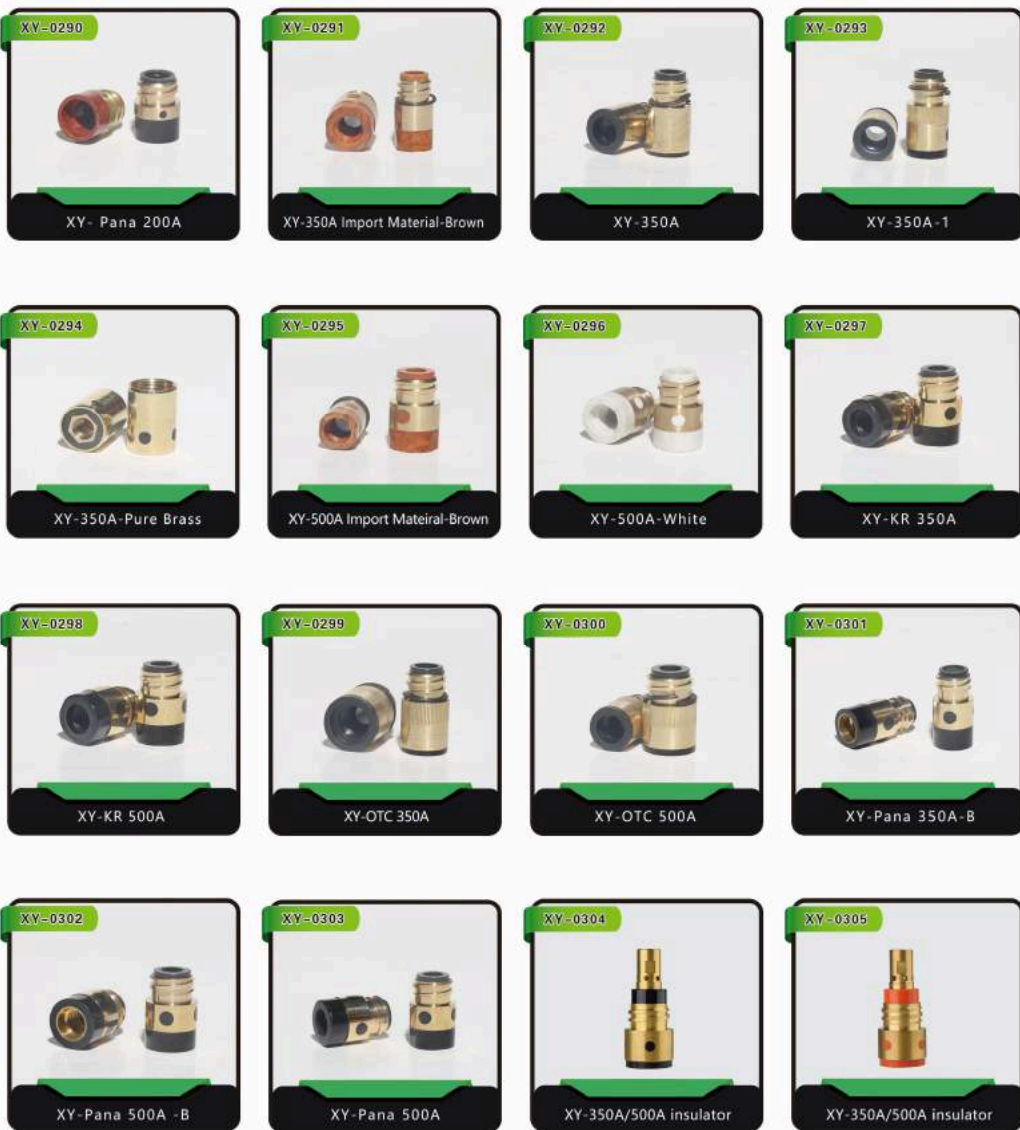 XY-0290
XY-0291
XY-0292
XY-0293
XY- Pana 200A
XY-350A Import Material-Brown
XY-350A
XY-350A-1
XY-0294
XY-0295
XY-0296
XY-0297
XY-350A-Pure Brass
XY-500A Import Mateiral-Brown
XY-500A-White
XY-KR 350A
XY-0298
XY-0299
XY-0300
XY-0301
XY-KR 500A
XY-OTC 350A
XY-OTC 500A
XY-Pana 350A-B
XY-0302
XY-0303
XY-0304
XY-0305
XY-Pana 500A -B
XY-Pana 500A
XY-350A/500A insulator
XY-350A/500A insulator